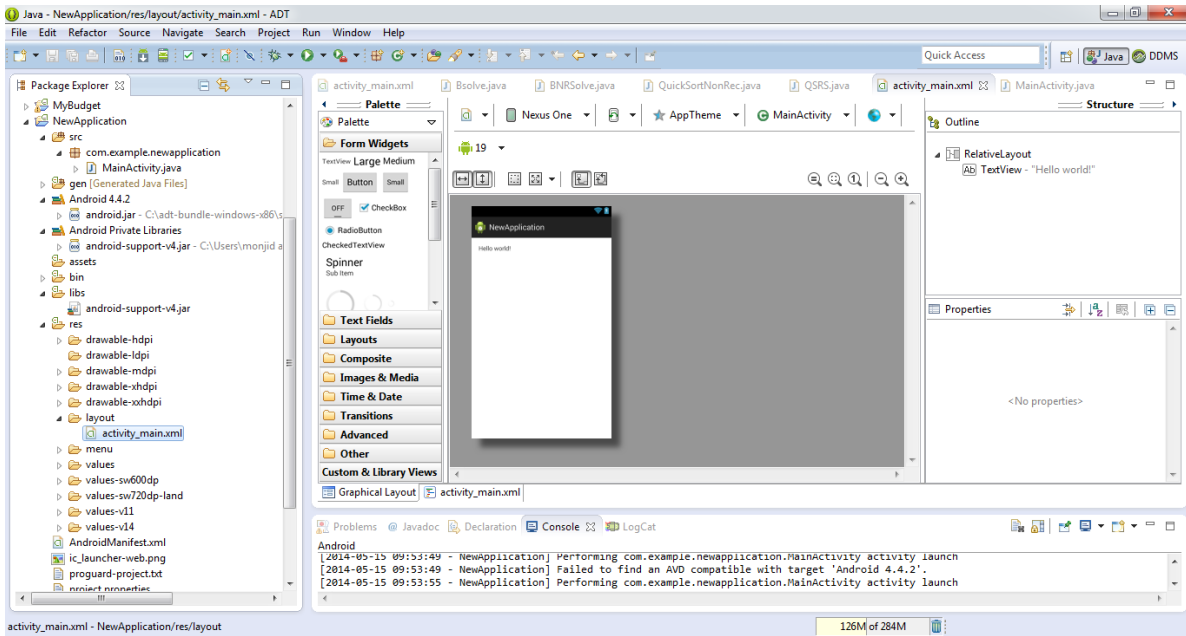 Java - NewApplication/res/layout/activity_main.xml - ADT
File Edit Refactor Source Navigate Search Project Run Window Help
Quick Access
Java
DDMS
Package Explorer
MyBudget
NewApplication
src
com.example.newapplication
MainActivity.java
gen [Generated Java Files]
Android 4.4.2
android.jar - C:\adt-bundle-windows-x86\s
Android Private Libraries
android-support-v4.jar - C:\Users\monjid a
assets
bin
libs
android-support-v4.jar
res
drawable-hdpi
drawable-ldpi
drawable-mdpi
drawable-xhdpi
drawable-xxhdpi
layout
activity_main.xml
menu
values
values-sw600dp
values-sw720dp-land
values-v11
values-v14
AndroidManifest.xml
ic_launcher-web.png
proguard-project.txt
project.properties
activity_main.xml Bsolve.java BNRSolve.java QuickSortNonRec.java QSRS.java activity_main.xml MainActivity.java
Palette
Palette
Form Widgets
TextView Large Medium
Small Button Small
OFF CheckBox
RadioButton
CheckedTextView
Spinner
Sub Item
Text Fields
Layouts
Composite
Images & Media
Time & Date
Transitions
Advanced
Other
Custom & Library Views
Nexus One AppTheme MainActivity
19
NewApplication
Hello world!
Graphical Layout activity_main.xml
Structure
Outline
RelativeLayout
Ab TextView - "Hello world!"
Properties
<No properties>
Problems @ Javadoc Declaration Console LogCat
Android
[2014-05-15 09:53:49 - NewApplication] Performing com.example.newapplication.MainActivity activity launch
[2014-05-15 09:53:49 - NewApplication] Failed to find an AVD compatible with target 'Android 4.4.2'.
[2014-05-15 09:53:55 - NewApplication] Performing com.example.newapplication.MainActivity activity launch
activity_main.xml - NewApplication/res/layout
126M of 284M